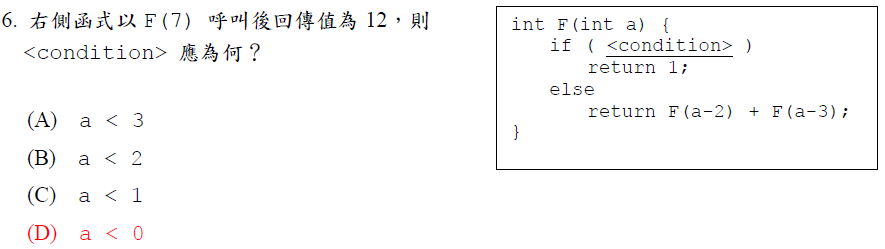 6. 右側函式以 F(7) 呼叫後回傳值為 12，則
<condition> 應為何？
(A) a < 3
(B) a < 2
(C) a < 1
(D) a < 0
int F(int a) {
if ( <condition> )
return 1;
else
return F(a-2) + F(a-3);
}